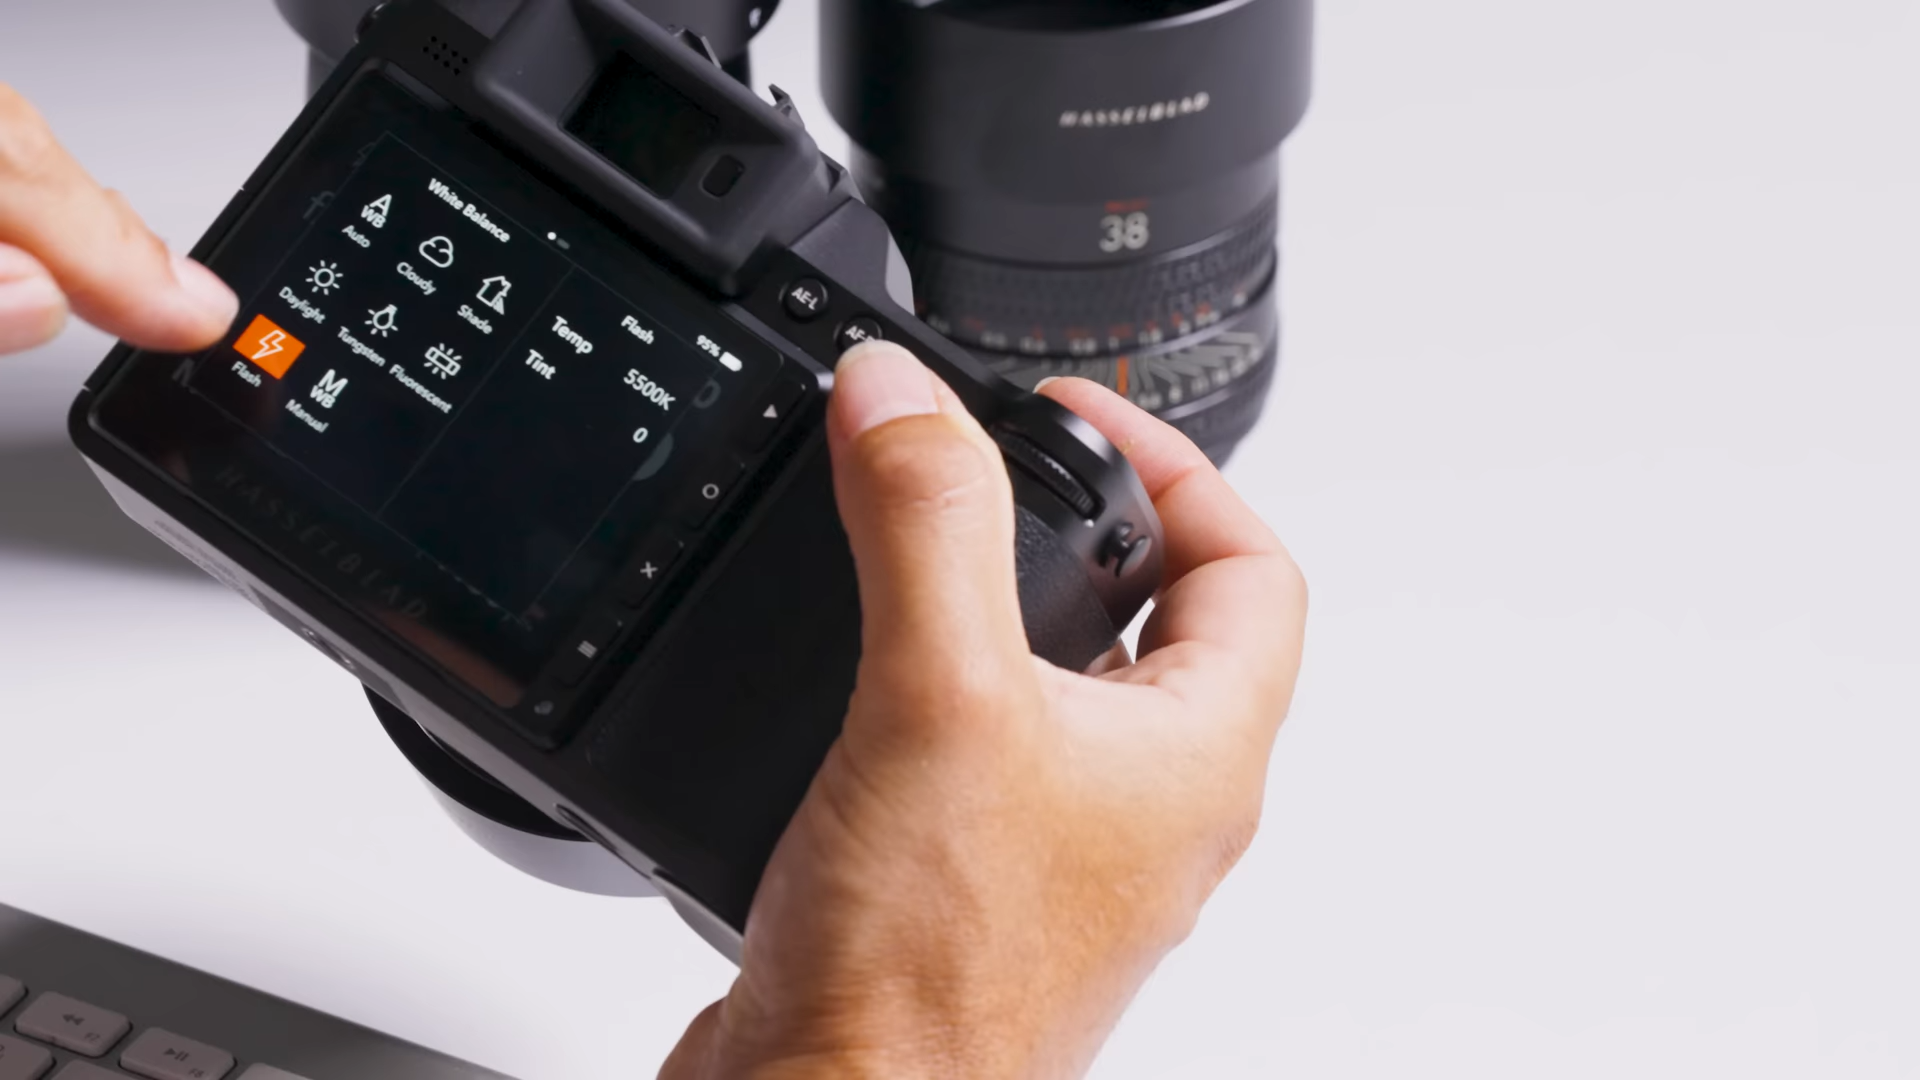 White Balance
A
WB
Auto
Cloudy
Shade
Daylight
Tungsten
Fluorescent
Flash
M
WB
Manual
Flash
95%
Temp
5500K
Tint
0
HASSELBLAD
AE-L
HASSELBLAD
38